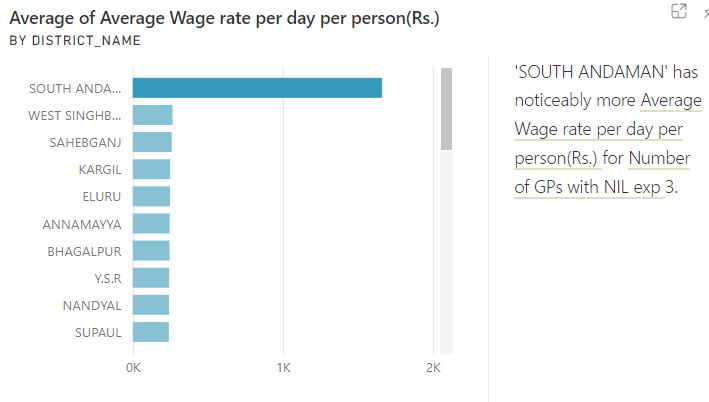 Average of Average Wage rate per day per person(Rs.)
BY DISTRICT_NAME
SOUTH ANDA...
WEST SINGHB...
SAHEBGANJ
KARGIL
ELURU
ANNAMAYYA
BHAGALPUR
Y.S.R
NANDYAL
SUPAUL
0K 1K 2K
'SOUTH ANDAMAN' has
noticeably more Average
Wage rate per day per
person(Rs.) for Number
of GPs with NIL exp 3.